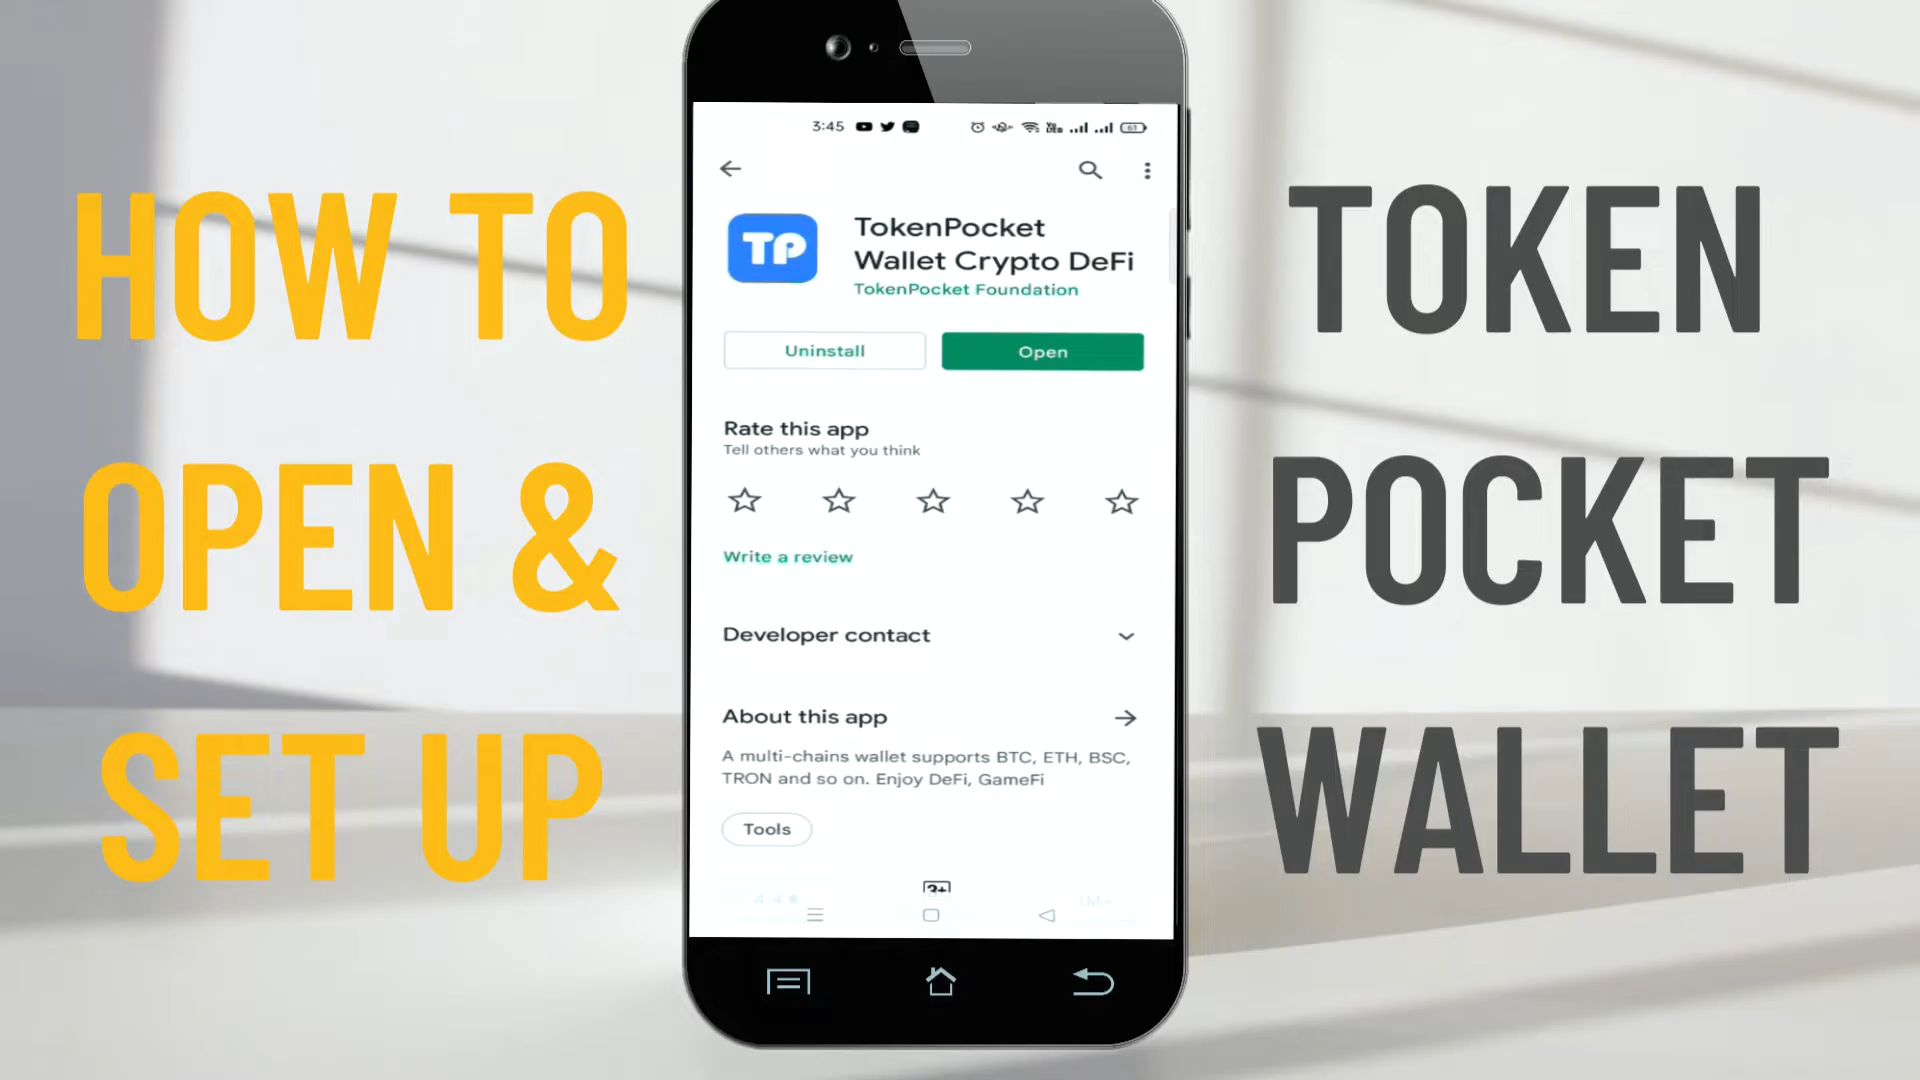 HOW TO
OPEN &
SET UP
3:45
61
TP
TokenPocket
Wallet Crypto DeFi
TokenPocket Foundation
Uninstall
Open
Rate this app
Tell others what you think
Write a review
Developer contact
About this app
A multi-chains wallet supports BTC, ETH, BSC,
TRON and so on. Enjoy DeFi, GameFi
Tools
3+
TOKEN
POCKET
WALLET